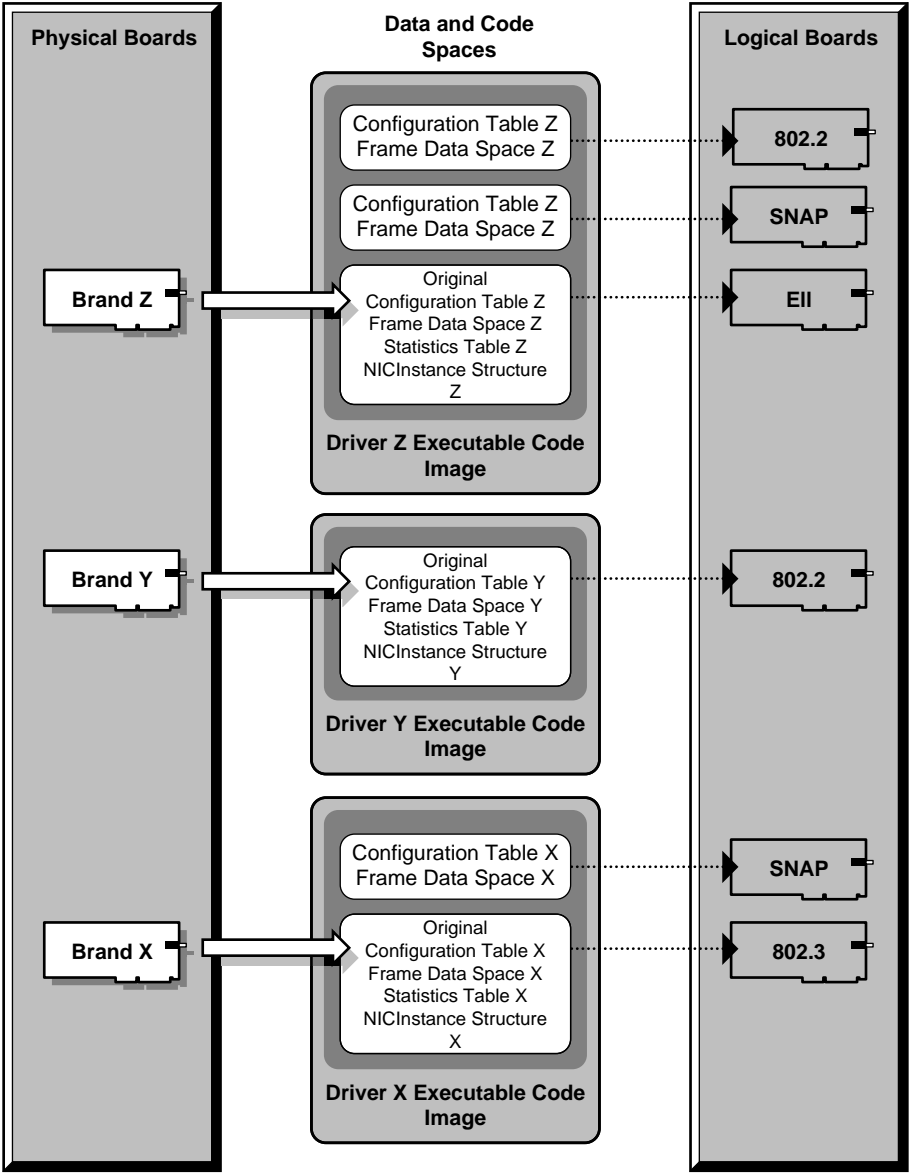 Physical Boards
Data and Code
Spaces
Logical Boards
Configuration Table Z
Frame Data Space Z
802.2
Configuration Table Z
Frame Data Space Z
SNAP
Brand Z
Original
Configuration Table Z
Frame Data Space Z
Statistics Table Z
NICInstance Structure
Z
EII
Driver Z Executable Code
Image
Brand Y
Original
Configuration Table Y
Frame Data Space Y
Statistics Table Y
NICInstance Structure
Y
802.2
Driver Y Executable Code
Image
Configuration Table X
Frame Data Space X
SNAP
Brand X
Original
Configuration Table X
Frame Data Space X
Statistics Table X
NICInstance Structure
X
802.3
Driver X Executable Code
Image